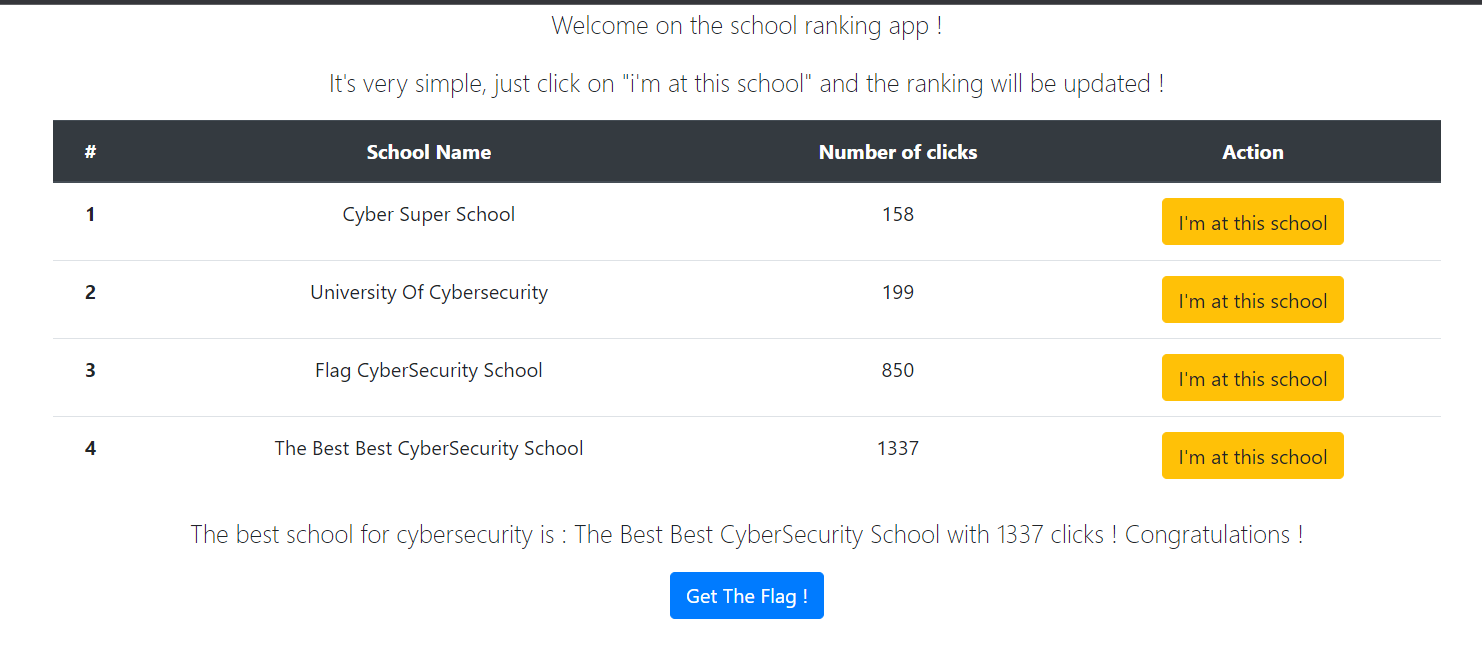 Welcome on the school ranking app !
It's very simple, just click on "i'm at this school" and the ranking will be updated !
# School Name Number of clicks Action
1 Cyber Super School 158 I'm at this school
2 University Of Cybersecurity 199 I'm at this school
3 Flag CyberSecurity School 850 I'm at this school
4 The Best Best CyberSecurity School 1337 I'm at this school
The best school for cybersecurity is : The Best Best CyberSecurity School with 1337 clicks ! Congratulations !
Get The Flag !